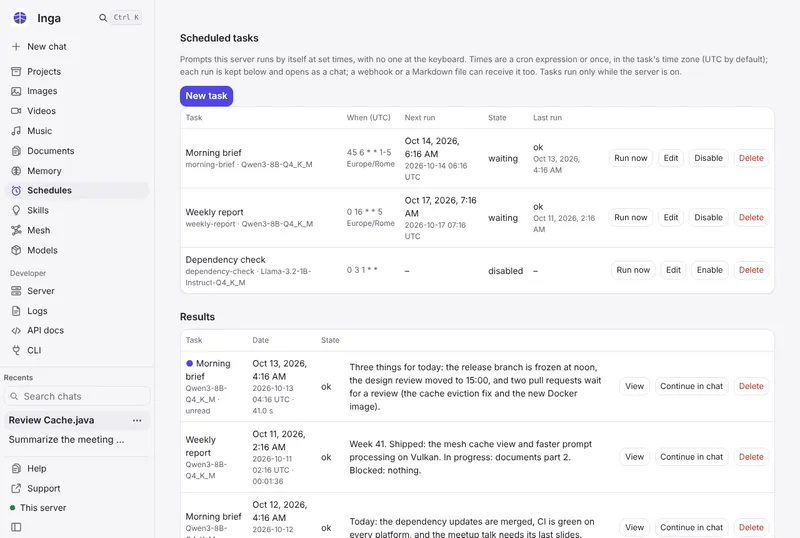 Inga
Ctrl K
New chat
Projects
Images
Videos
Music
Documents
Memory
Schedules
Skills
Mesh
Models
Developer
Server
Logs
API docs
CLI
Recents
Search chats
Review Cache.java
Summarize the meeting ...
Help
Support
This server
Scheduled tasks
Prompts this server runs by itself at set times, with no one at the keyboard. Times are a cron expression or once, in the task's time zone (UTC by default);
each run is kept below and opens as a chat; a webhook or a Markdown file can receive it too. Tasks run only while the server is on.
New task
Task When (UTC) Next run State Last run
Morning brief
morning-brief · Qwen3-8B-Q4_K_M
45 6 * * 1-5
Europe/Rome
Oct 14, 2026,
6:16 AM
2026-10-14 06:16
UTC
waiting
ok
Oct 13, 2026,
4:16 AM
Run now Edit Disable Delete
Weekly report
weekly-report · Qwen3-8B-Q4_K_M
0 16 * * 5
Europe/Rome
Oct 17, 2026, 7:16
AM
2026-10-17 07:16
UTC
waiting
ok
Oct 11, 2026, 2:16
AM
Run now Edit Disable Delete
Dependency check
dependency-check · Llama-3.2-1B-
Instruct-Q4_K_M
0 3 1 * *
–
disabled
–
Run now Edit Enable Delete
Results
Task Date State
Morning
brief
Qwen3-8B-
Q4_K_M ·
unread
Oct 13, 2026,
4:16 AM
2026-10-13
04:16 UTC ·
41.0 s
ok
Three things for today: the release branch is frozen at noon,
the design review moved to 15:00, and two pull requests wait
for a review (the cache eviction fix and the new Docker
image).
View Continue in chat Delete
Weekly
report
Qwen3-8B-
Q4_K_M
Oct 11, 2026,
2:16 AM
2026-10-11
02:16 UTC ·
00:01:36
ok
Week 41. Shipped: the mesh cache view and faster prompt
processing on Vulkan. In progress: documents part 2.
Blocked: nothing.
View Continue in chat Delete
Morning brief
Qwen3-8B-
Oct 12, 2026,
4:16 AM
2026-10-12
ok
Today: the dependency updates are merged, CI is green on
every platform, and the meetup talk needs its last slides.
View Continue in chat Delete